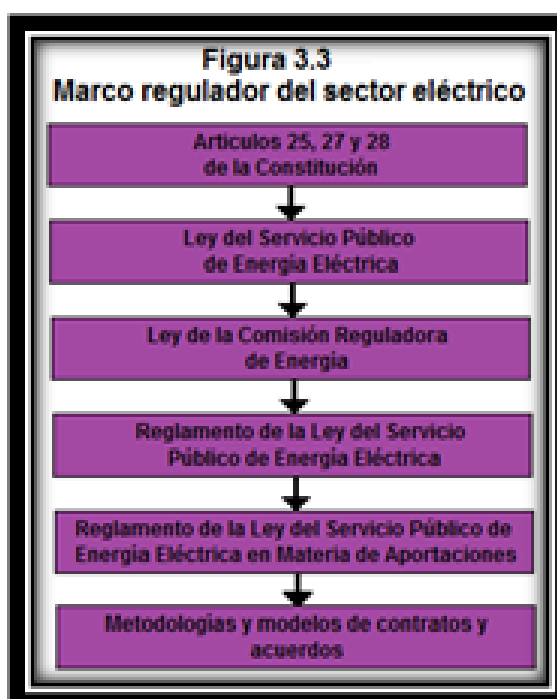 Figura 3.3
Marco regulador del sector eléctrico
Artículos 25, 27 y 28
de la Constitución
Ley del Servicio Público
de Energía Eléctrica
Ley de la Comisión Reguladora
de Energía
Reglamento de la Ley del Servicio
Público de Energía Eléctrica
Reglamento de la Ley del Servicio Público de
Energía Eléctrica en Materia de Aportaciones
Metodologías y modelos de contratos y
acuerdos